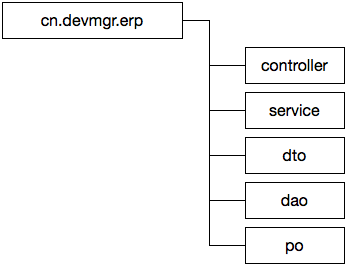 cn.devmgr.erp
controller
service
dto
dao
po